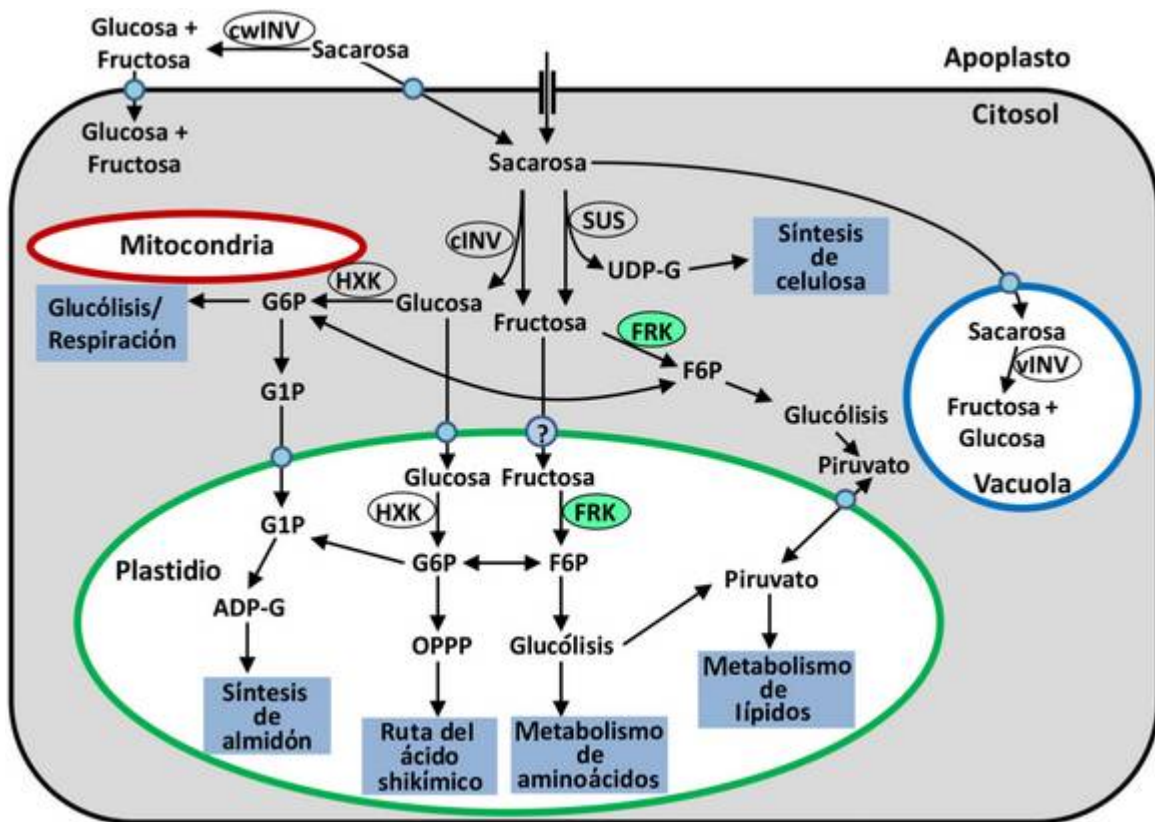 Glucosa +
Fructosa
cwINV
Sacarosa
Apoplasto
Citosol
Glucosa +
Fructosa
Sacarosa
Mitocondria
cINV
SUS
UDP-G
Síntesis
de
celulosa
Glucólisis/
Respiración
G6P
HXK
Glucosa
Fructosa
FRK
F6P
Sacarosa
vINV
Fructosa +
Glucosa
Vacuola
G1P
Glucólisis
Piruvato
?
Glucosa
Fructosa
HXK
FRK
G1P
G6P
F6P
Plastidio
Piruvato
ADP-G
OPPP
Glucólisis
Síntesis
de
almidón
Ruta del
ácido
shikímico
Metabolismo
de
aminoácidos
Metabolismo
de
lípidos